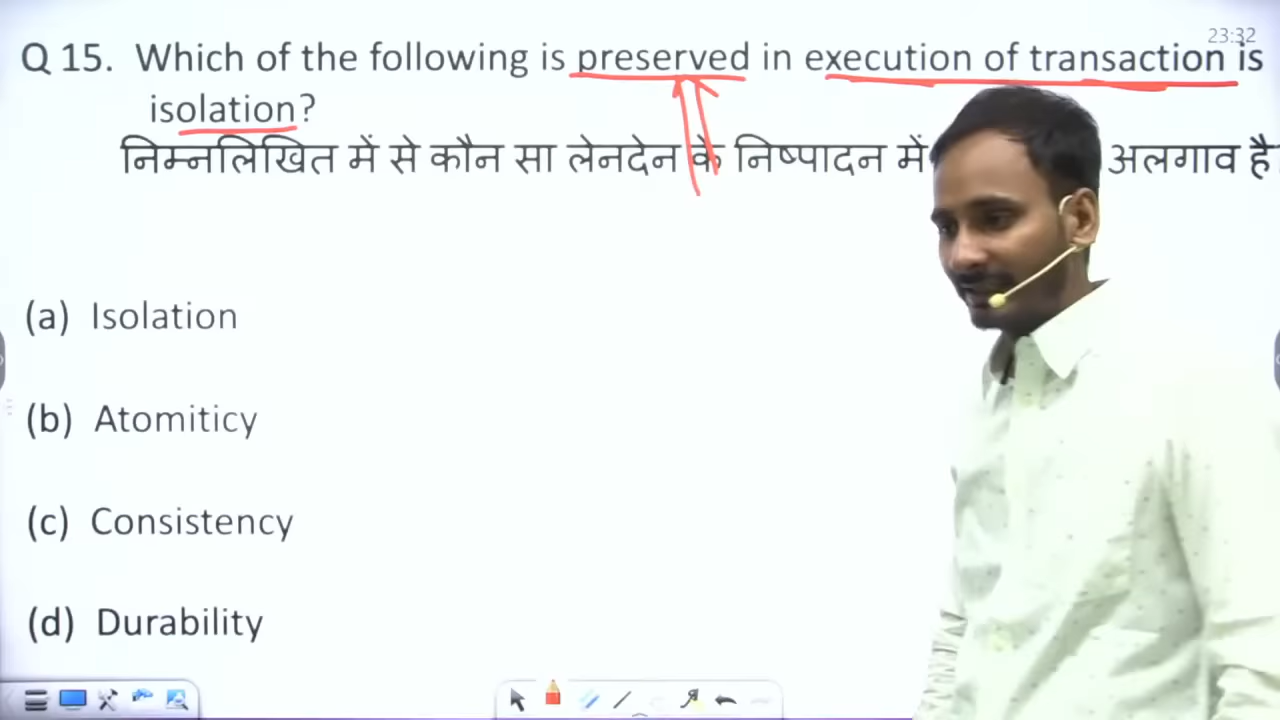 23:32
Q 15. Which of the following is preserved in execution of transaction is
isolation?
निम्नलिखित में से कौन सा लेनदेन के निष्पादन में अलगाव है
(a) Isolation
(b) Atomiticy
(c) Consistency
(d) Durability